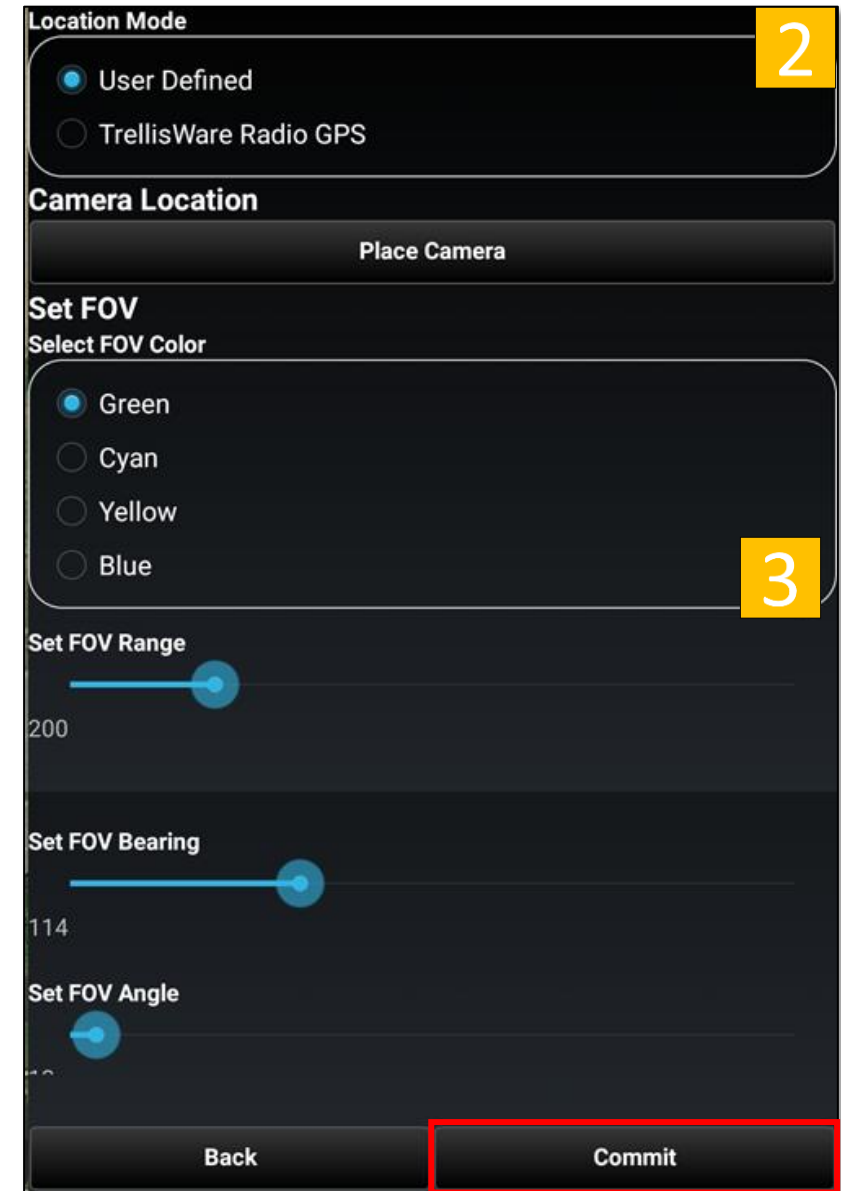 Location Mode
2
User Defined
TrellisWare Radio GPS
Camera Location
Place Camera
Set FOV
Select FOV Color
Green
Cyan
Yellow
Blue
3
Set FOV Range
200
Set FOV Bearing
114
Set FOV Angle
Back
Commit